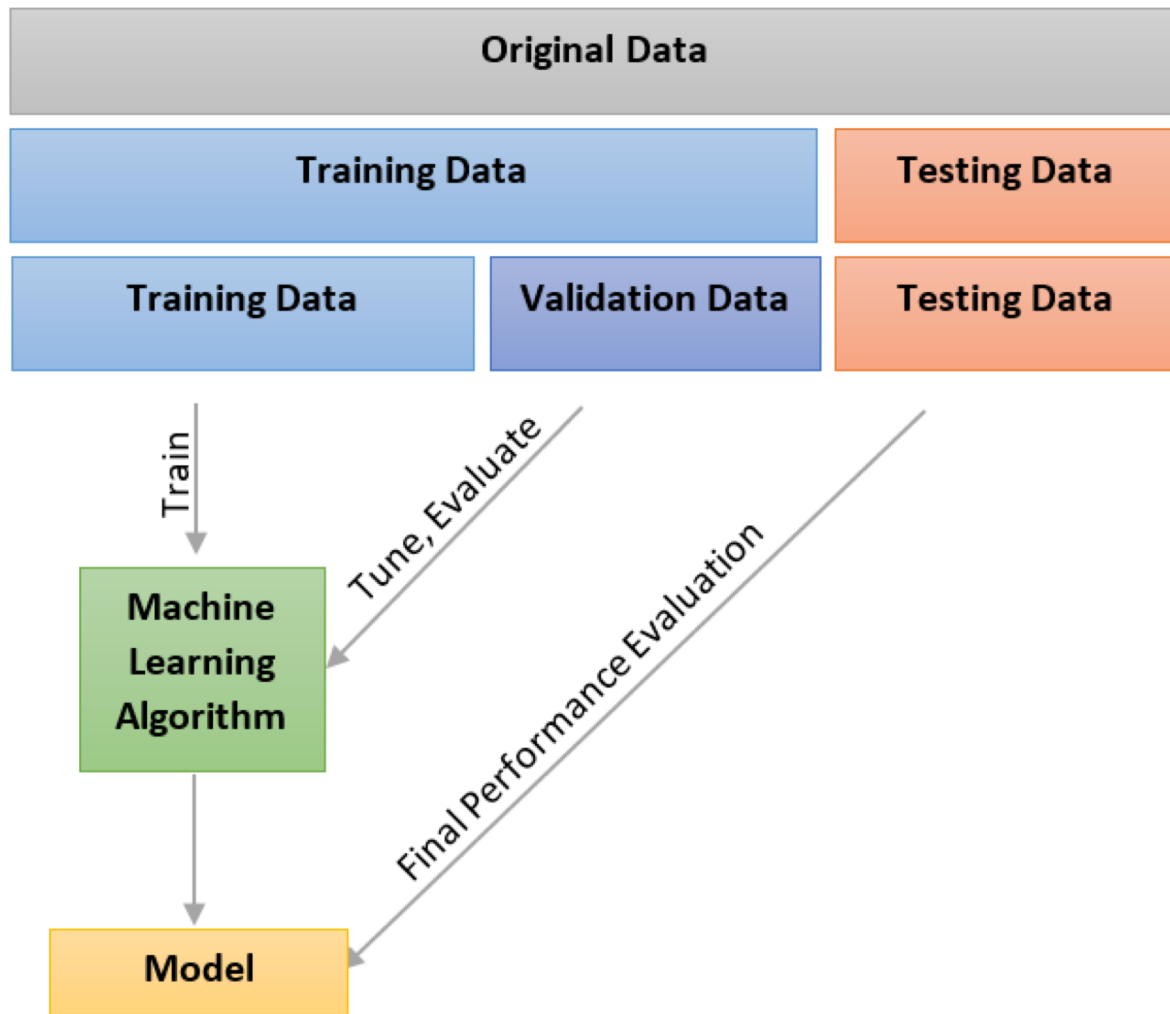 Original Data
Training Data
Testing Data
Training Data
Validation Data
Testing Data
Train
Tune, Evaluate
Final Performance Evaluation
Machine
Learning
Algorithm
Model